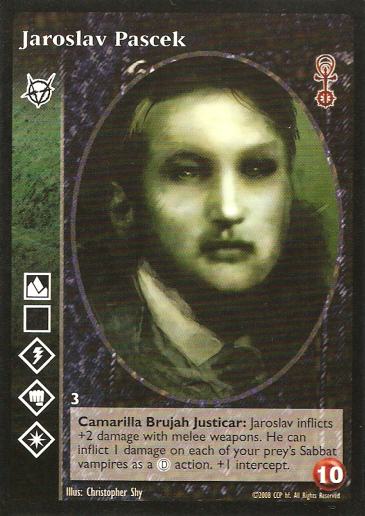 Jaroslav Pascek
3
Camarilla Brujah Justicar: Jaroslav inflicts
+2 damage with melee weapons. He can
inflict 1 damage on each of your prey's Sabbat
vampires as a Ⓓ action. +1 intercept.
10
Illus: Christopher Shy
©2008 CCP hf. All Rights Reserved